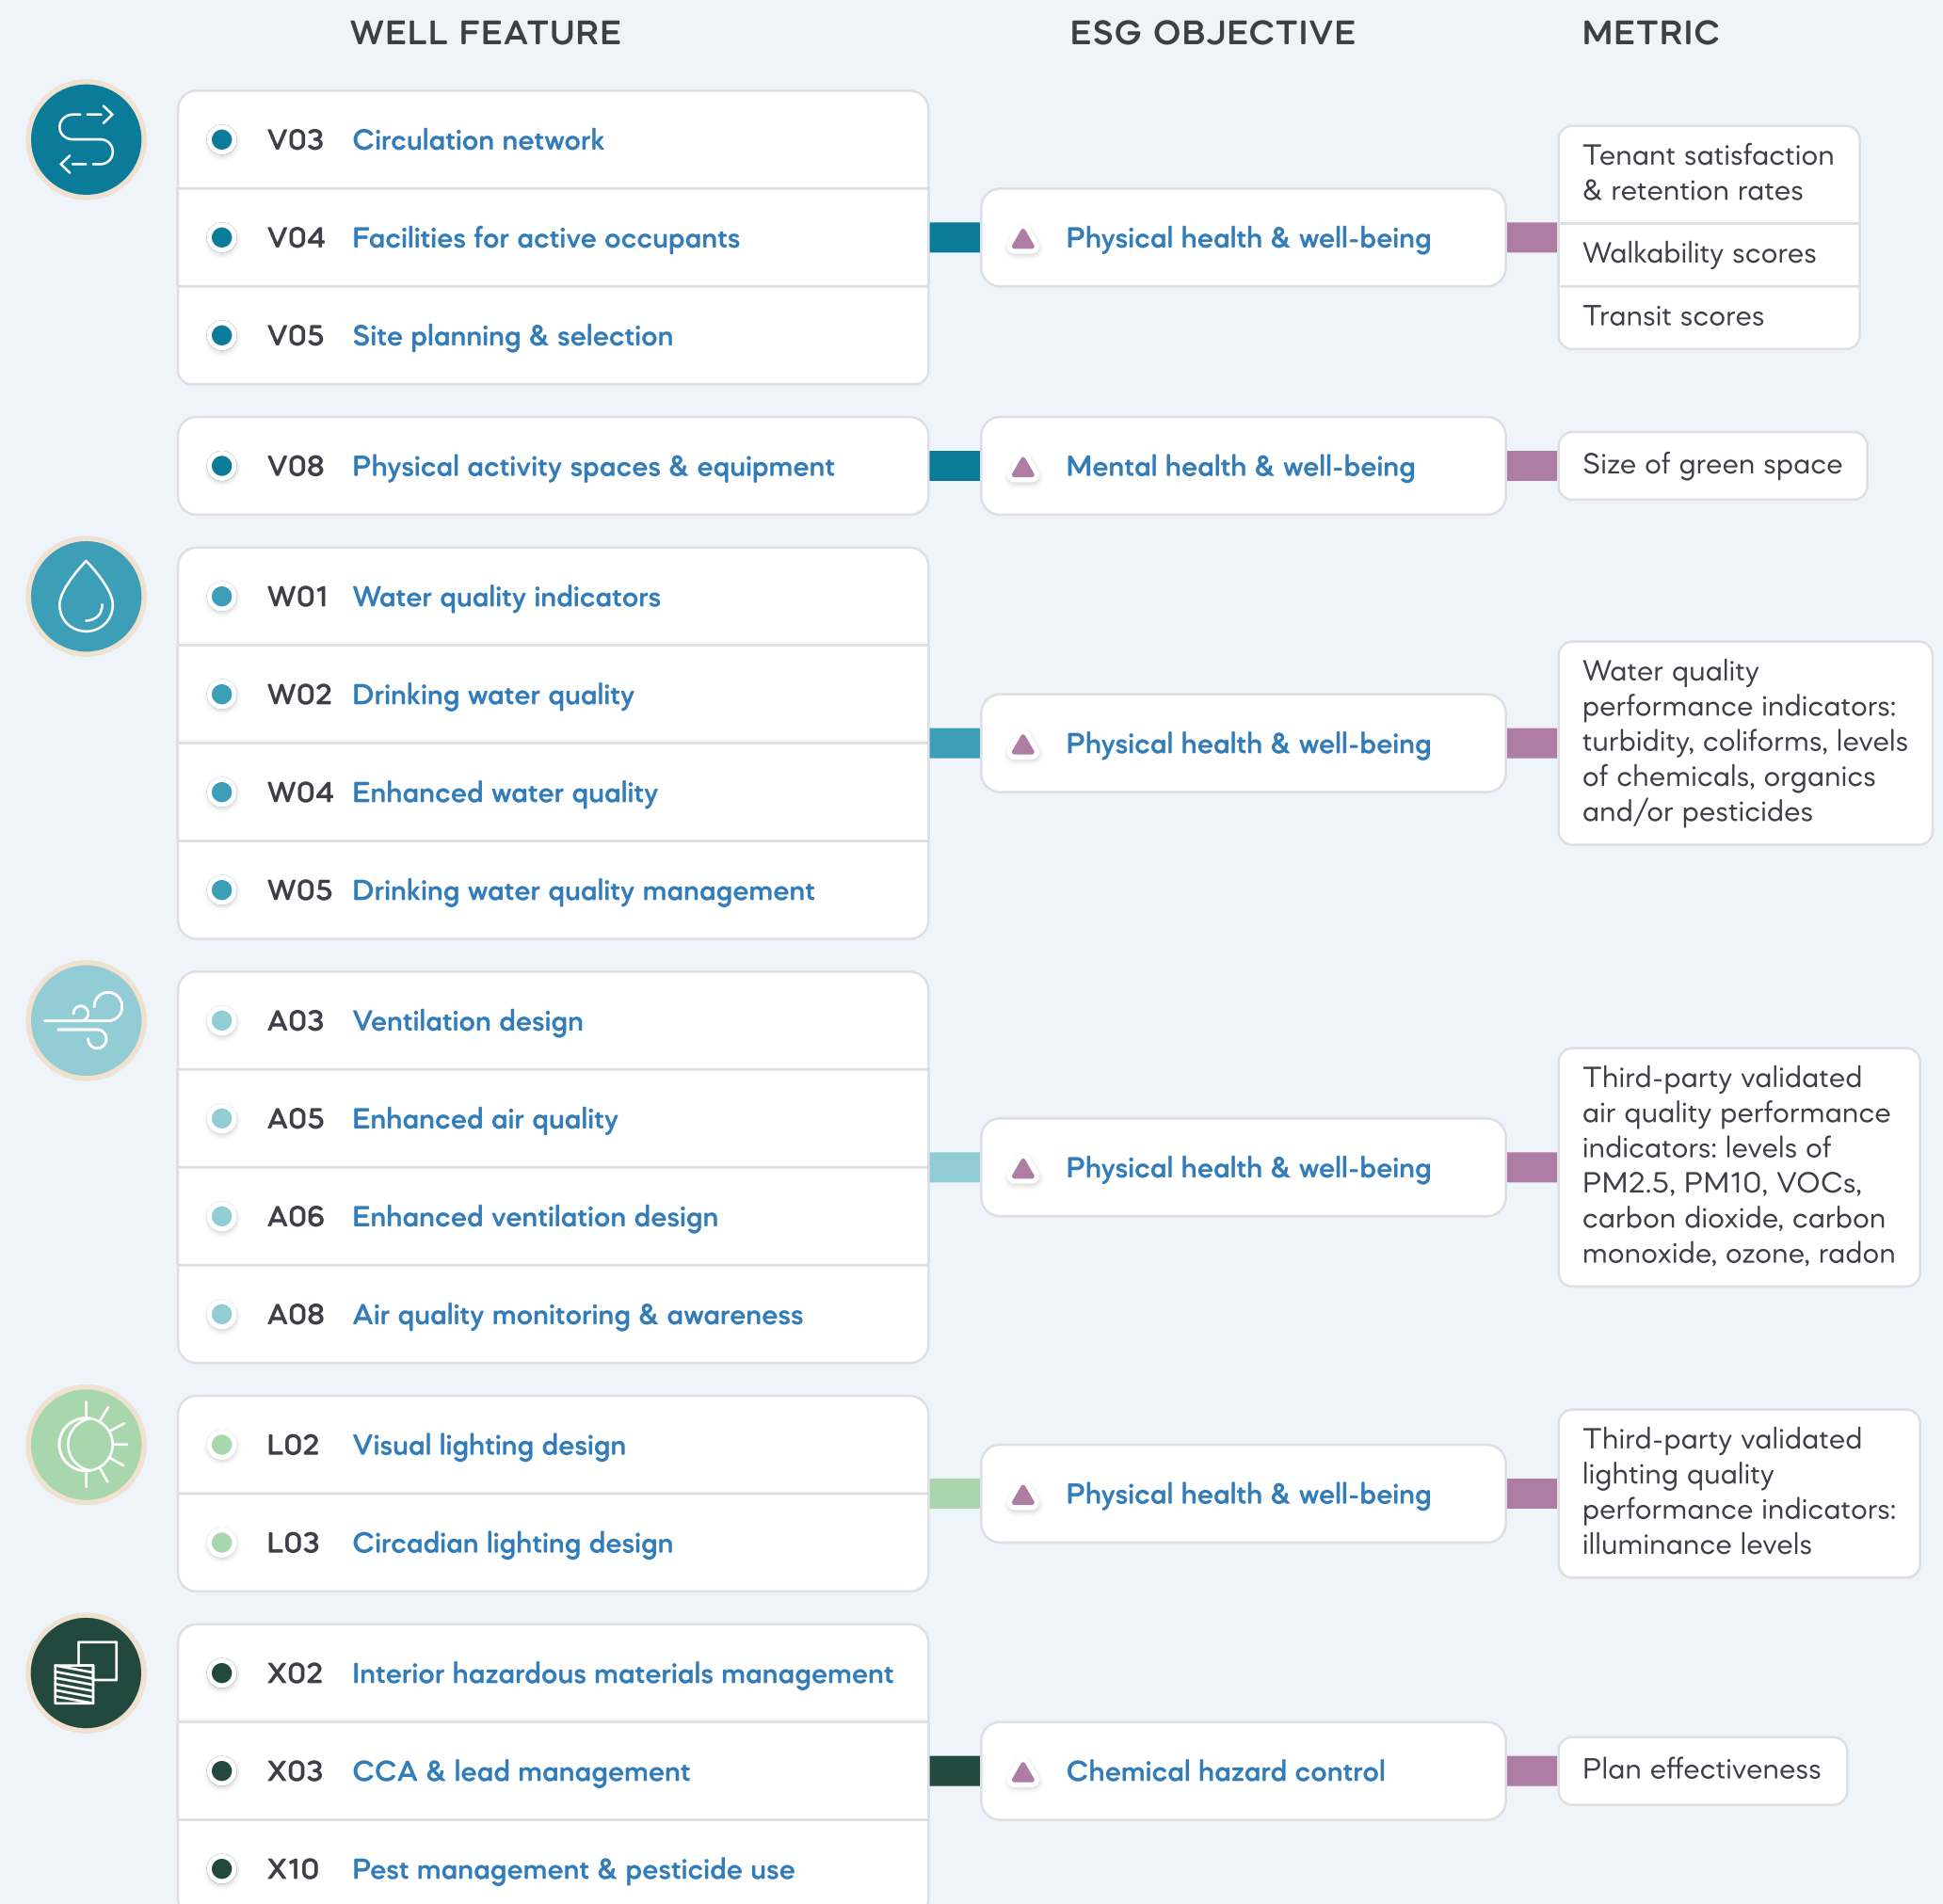 WELL FEATURE
ESG OBJECTIVE
METRIC
V03 Circulation network
V04 Facilities for active occupants
V05 Site planning & selection
Physical health & well-being
Tenant satisfaction
& retention rates
Walkability scores
Transit scores
V08 Physical activity spaces & equipment
Mental health & well-being
Size of green space
W01 Water quality indicators
W02 Drinking water quality
W04 Enhanced water quality
W05 Drinking water quality management
Physical health & well-being
Water quality
performance indicators:
turbidity, coliforms, levels
of chemicals, organics
and/or pesticides
A03 Ventilation design
A05 Enhanced air quality
A06 Enhanced ventilation design
A08 Air quality monitoring & awareness
Physical health & well-being
Third-party validated
air quality performance
indicators: levels of
PM2.5, PM10, VOCs,
carbon dioxide, carbon
monoxide, ozone, radon
L02 Visual lighting design
L03 Circadian lighting design
Physical health & well-being
Third-party validated
lighting quality
performance indicators:
illuminance levels
X02 Interior hazardous materials management
X03 CCA & lead management
X10 Pest management & pesticide use
Chemical hazard control
Plan effectiveness